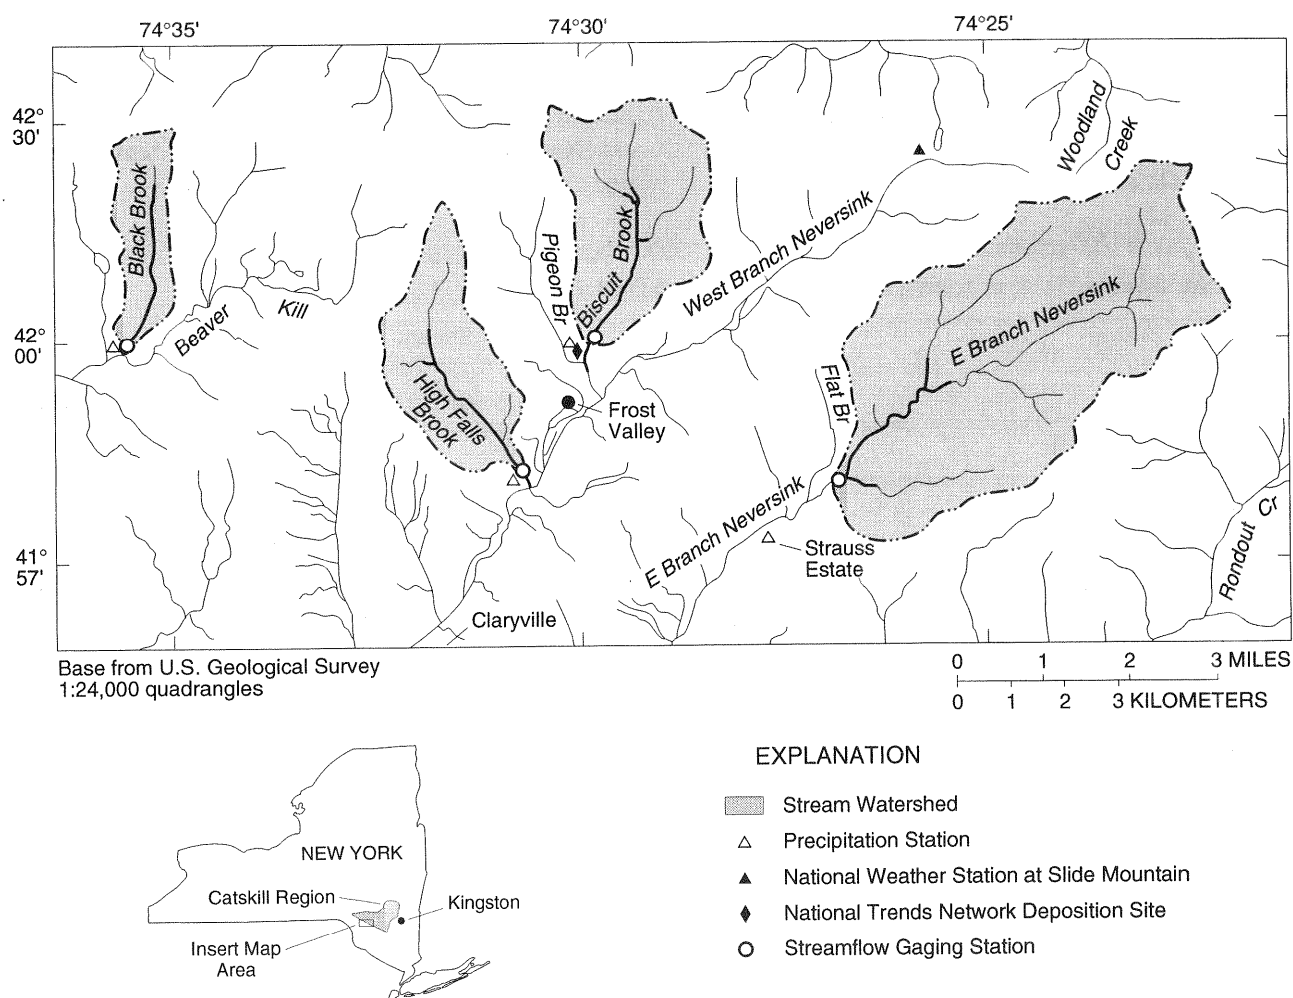 74°35'
74°30'
74°25'
42°
30'
42°
00'
41°
57'
Black Brook
Beaver
Kill
High Falls
Brook
Pigeon Br
Biscuit
Brook
West Branch Neversink
Woodland
Creek
E Branch Neversink
Flat Br
Frost
Valley
E Branch Neversink
Strauss
Estate
Rondout
Cr
Claryville
Base from U.S. Geological Survey
1:24,000 quadrangles
0 1 2 3 MILES
0 1 2 3 KILOMETERS
NEW YORK
Catskill Region
Kingston
Insert Map
Area
EXPLANATION
Stream Watershed
Precipitation Station
National Weather Station at Slide Mountain
National Trends Network Deposition Site
Streamflow Gaging Station